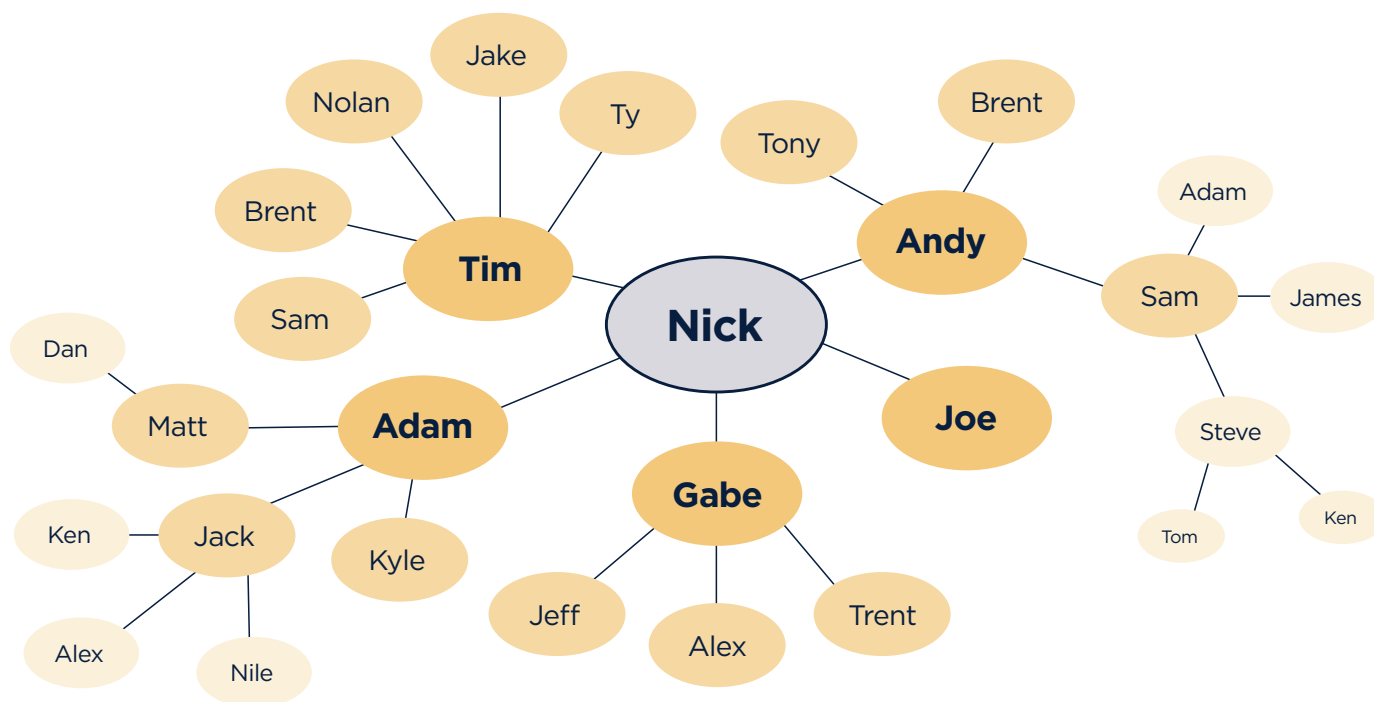 Jake
Nolan
Ty
Brent
Tony
Brent
Adam
Sam
Tim
Andy
Sam
James
Nick
Dan
Matt
Adam
Joe
Steve
Gabe
Ken
Jack
Kyle
Ken
Tom
Jeff
Alex
Trent
Alex
Nile